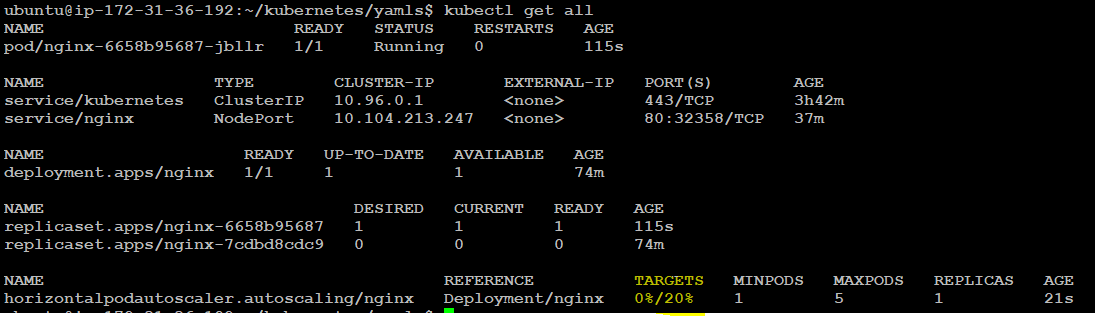 ubuntu@ip-172-31-36-192:~/kubernetes/yamls$ kubectl get all
NAME READY STATUS RESTARTS AGE
pod/nginx-6658b95687-jbllr 1/1 Running 0 115s
NAME TYPE CLUSTER-IP EXTERNAL-IP PORT(S) AGE
service/kubernetes ClusterIP 10.96.0.1 <none> 443/TCP 3h42m
service/nginx NodePort 10.104.213.247 <none> 80:32358/TCP 37m
NAME READY UP-TO-DATE AVAILABLE AGE
deployment.apps/nginx 1/1 1 1 74m
NAME DESIRED CURRENT READY AGE
replicaset.apps/nginx-6658b95687 1 1 1 115s
replicaset.apps/nginx-7cdbd8cdc9 0 0 0 74m
NAME REFERENCE TARGETS MINPODS MAXPODS REPLICAS AGE
horizontalpodautoscaler.autoscaling/nginx Deployment/nginx 0%/20% 1 5 1 21s